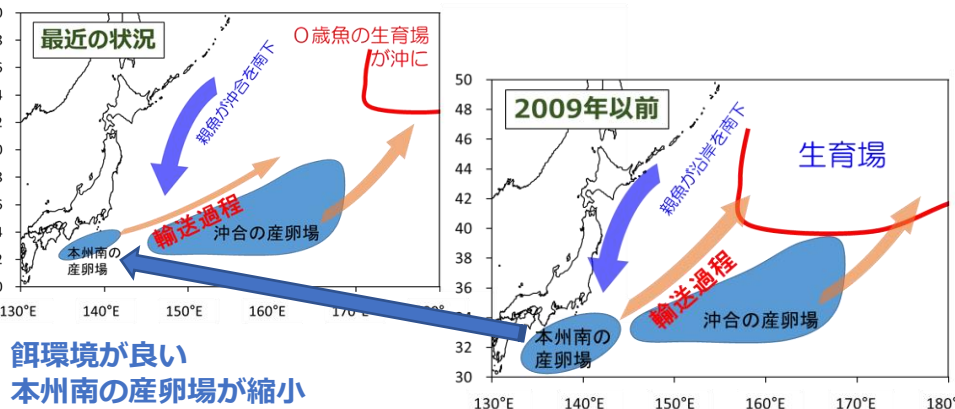 最近の状況
0歳魚の生育場
が沖に
親魚が沖合を南下
輸送過程
沖合の産卵場
本州南の
産卵場
130°E
140°E
150°E
160°E
餌環境が良い
本州南の産卵場が縮小
2009年以前
生育場
親魚が沿岸を南下
輸送過程
沖合の産卵場
本州南の
産卵場
50
48
46
44
42
40
38
36
34
32
30
130°E
140°E
150°E
160°E
170°E
180°